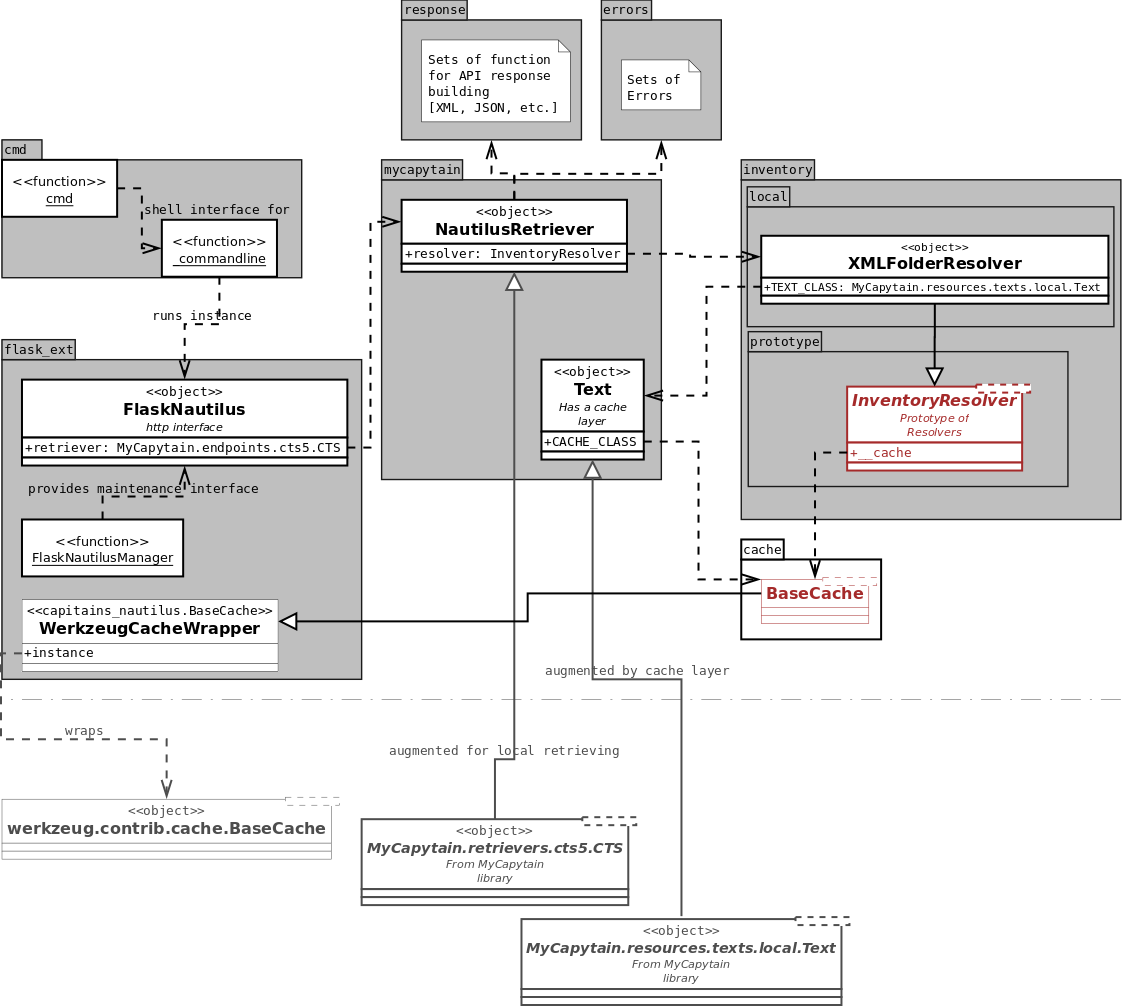 response
Sets of function
for API response
building
[XML, JSON, etc.]
errors
Sets of
Errors
cmd
<<function>>
cmd
shell interface for
<<function>>
_commandline
runs instance
mycapytain
<<object>>
NautilusRetriever
+resolver: InventoryResolver
<<object>>
Text
Has a cache
layer
+CACHE_CLASS
inventory
local
<<object>>
XMLFolderResolver
+TEXT_CLASS: MyCapytain.resources.texts.local.Text
prototype
InventoryResolver
Prototype of
Resolvers
+__cache
flask_ext
<<object>>
FlaskNautilus
http interface
+retriever: MyCapytain.endpoints.cts5.CTS
provides maintenance interface
<<function>>
FlaskNautilusManager
<<capitains_nautilus.BaseCache>>
WerkzeugCacheWrapper
+instance
cache
BaseCache
augmented by cache layer
wraps
augmented for local retrieving
<<object>>
werkzeug.contrib.cache.BaseCache
<<object>>
MyCapytain.retrievers.cts5.CTS
From MyCapytain
library
<<object>>
MyCapytain.resources.texts.local.Text
From MyCapytain
library